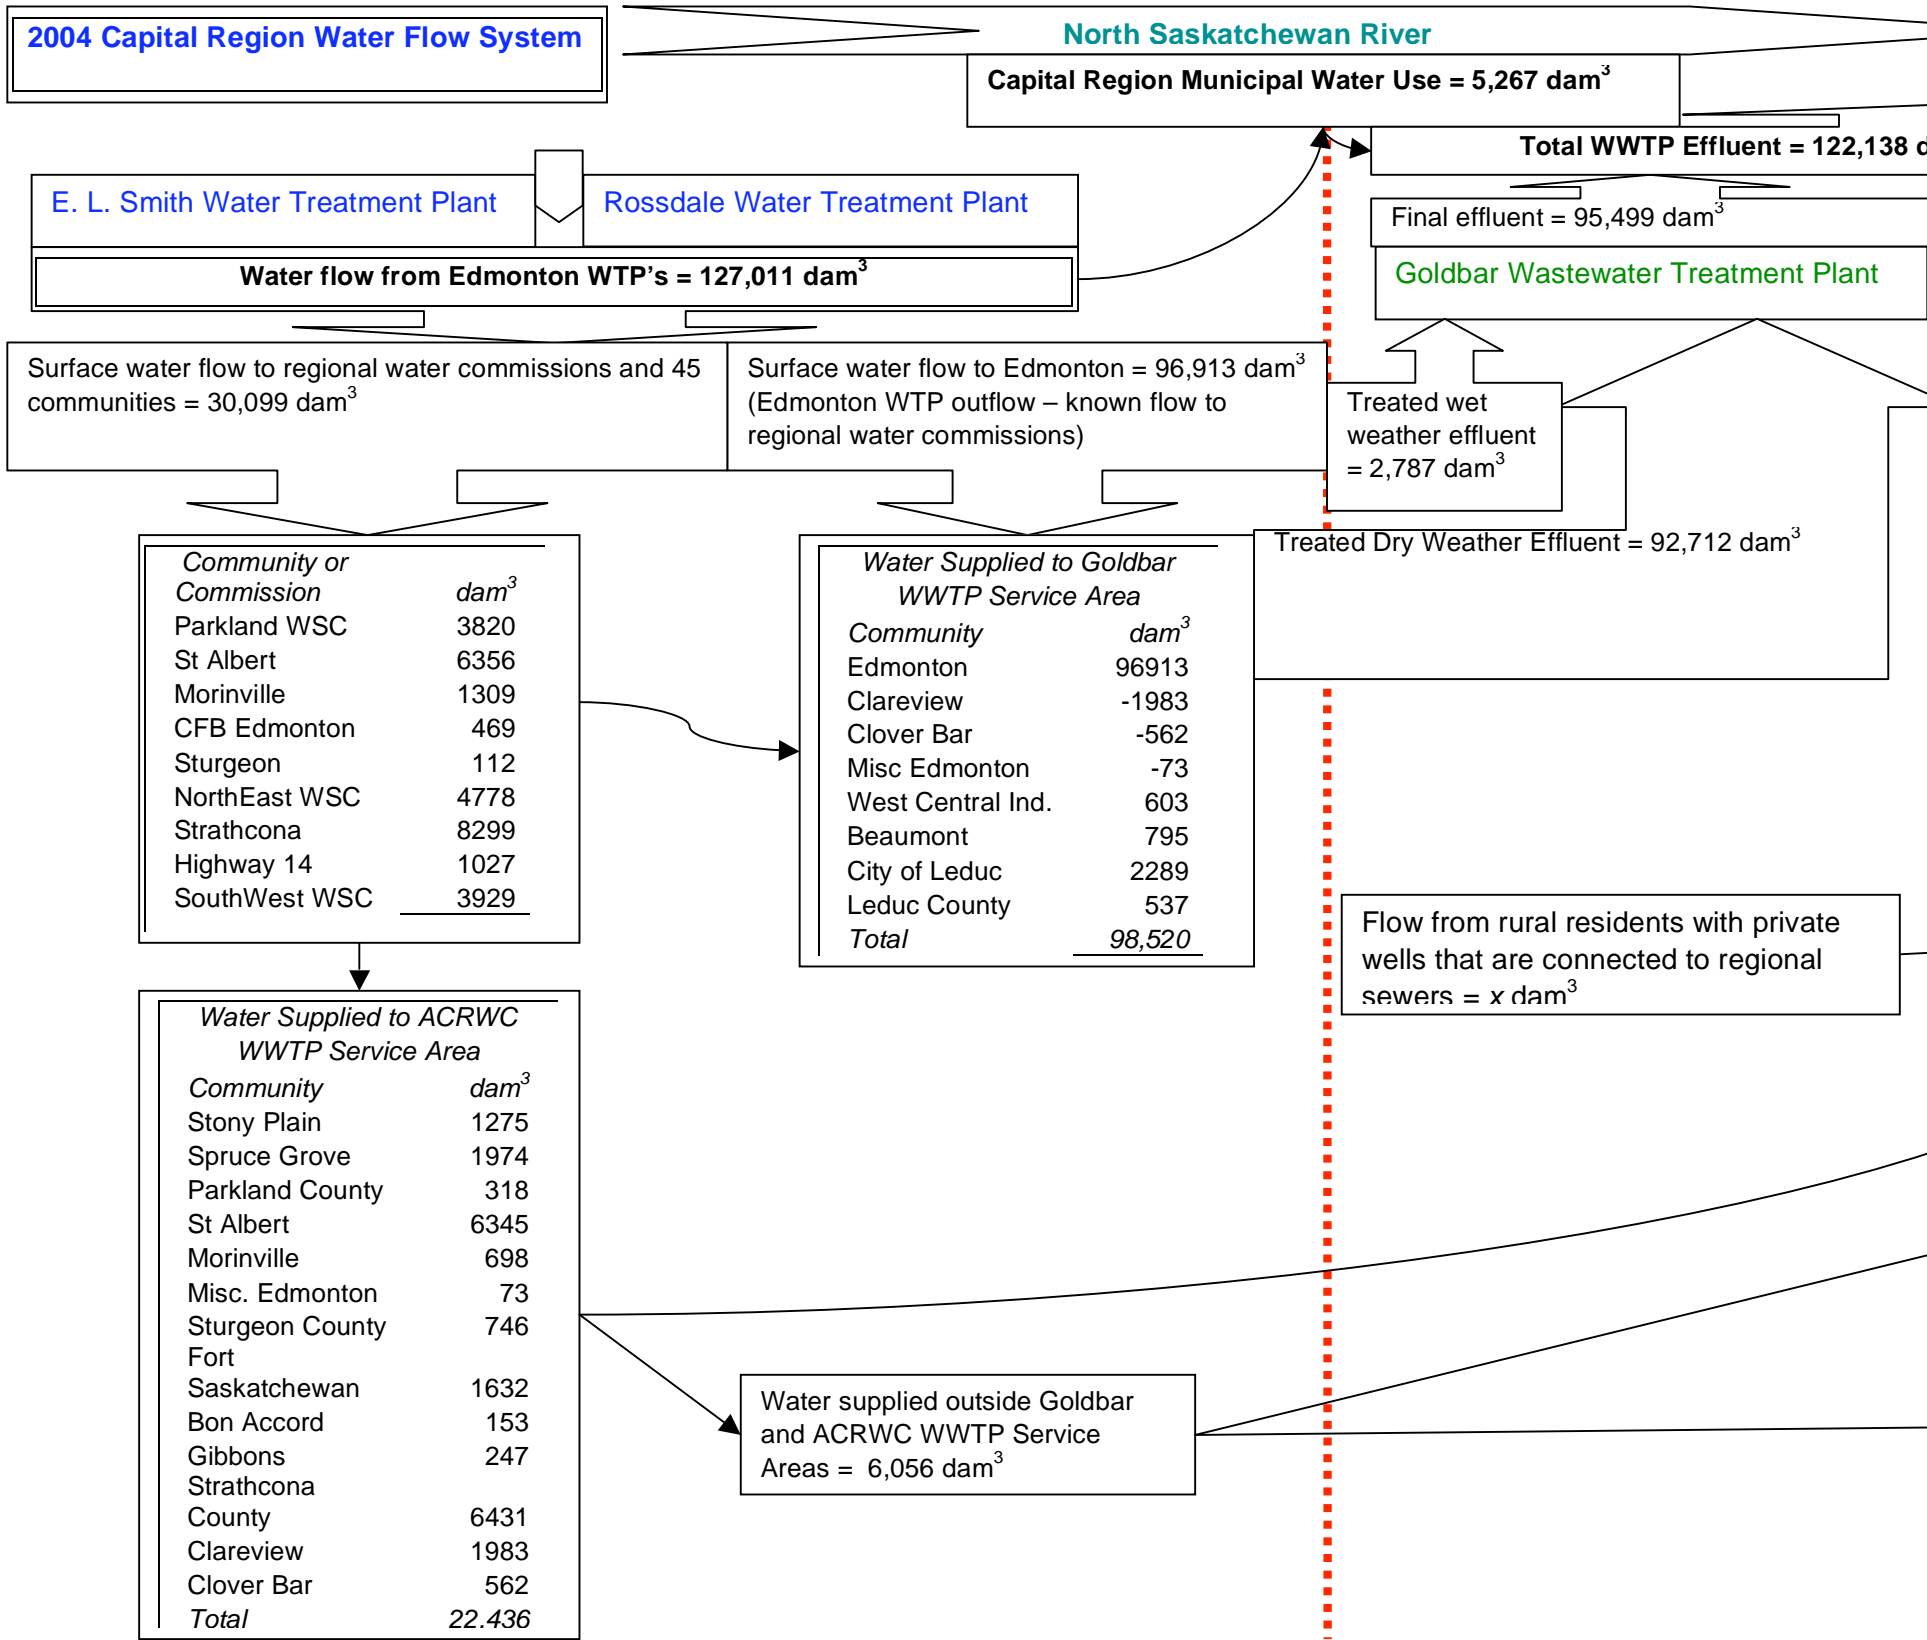 2004 Capital Region Water Flow System
North Saskatchewan River
Capital Region Municipal Water Use = 5,267 dam³
Total WWTP Effluent = 122,138 d
E. L. Smith Water Treatment Plant
Rossdale Water Treatment Plant
Final effluent = 95,499 dam³
Water flow from Edmonton WTP's = 127,011 dam³
Goldbar Wastewater Treatment Plant
Surface water flow to regional water commissions and 45
communities = 30,099 dam³
Surface water flow to Edmonton = 96,913 dam³
(Edmonton WTP outflow – known flow to
regional water commissions)
Treated wet
weather effluent
= 2,787 dam³
Treated Dry Weather Effluent = 92,712 dam³
Community or
Commission dam³
Parkland WSC 3820
St Albert 6356
Morinville 1309
CFB Edmonton 469
Sturgeon 112
NorthEast WSC 4778
Strathcona 8299
Highway 14 1027
SouthWest WSC 3929
Water Supplied to Goldbar
WWTP Service Area
Community dam³
Edmonton 96913
Clareview -1983
Clover Bar -562
Misc Edmonton -73
West Central Ind. 603
Beaumont 795
City of Leduc 2289
Leduc County 537
Total 98,520
Flow from rural residents with private
wells that are connected to regional
sewers = x dam³
Water Supplied to ACRWC
WWTP Service Area
Community dam³
Stony Plain 1275
Spruce Grove 1974
Parkland County 318
St Albert 6345
Morinville 698
Misc. Edmonton 73
Sturgeon County 746
Fort
Saskatchewan 1632
Bon Accord 153
Gibbons 247
Strathcona
County 6431
Clareview 1983
Clover Bar 562
Total 22.436
Water supplied outside Goldbar
and ACRWC WWTP Service
Areas = 6,056 dam³